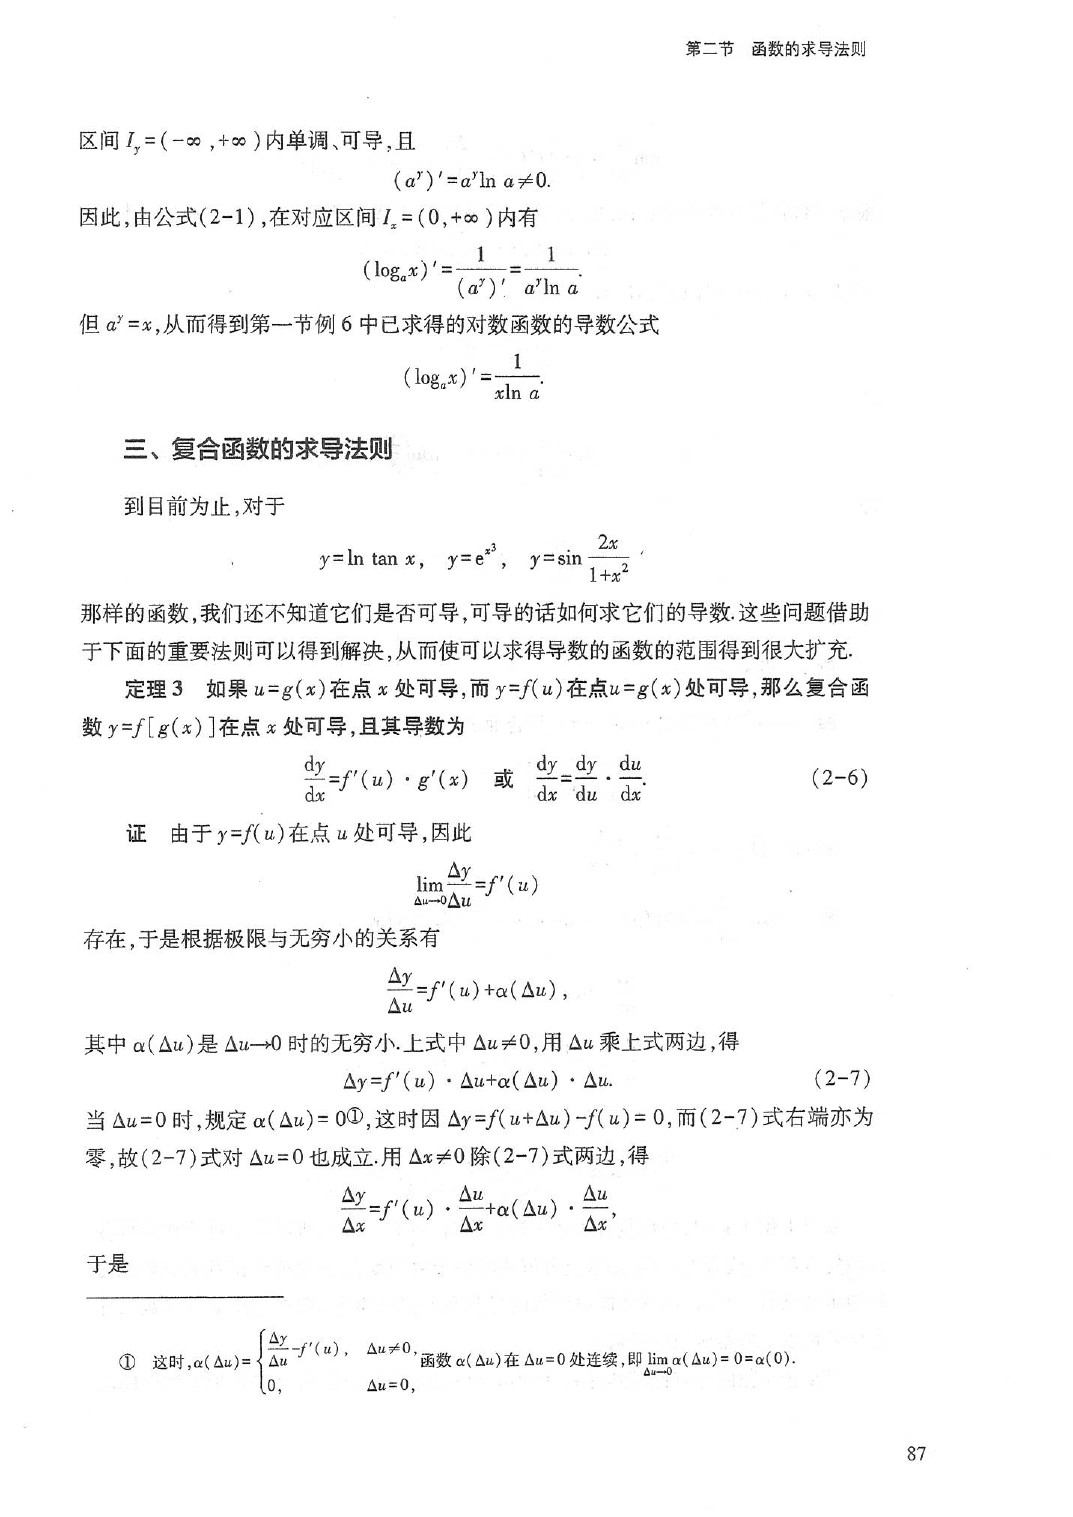 第二节　函数的求导法则
区间 I_y=(-∞,+∞)内单调、可导,且
(a^y)'=a^y ln a≠0.
因此,由公式(2-1),在对应区间 I_x=(0,+∞)内有
(log_a x)'=1/(a^y)'=1/(a^y ln a).
但 a^y=x,从而得到第一节例 6 中已求得的对数函数的导数公式
(log_a x)'=1/(x ln a).
三、复合函数的求导法则
到目前为止,对于
y=ln tan x, y=e^{x^3}, y=sin 2x/(1+x^2)
那样的函数,我们还不知道它们是否可导,可导的话如何求它们的导数.这些问题借助
于下面的重要法则可以得到解决,从而使可以求得导数的函数的范围得到很大扩充.
定理 3　如果 u=g(x)在点 x 处可导,而 y=f(u)在点u=g(x)处可导,那么复合函
数 y=f[g(x)]在点 x 处可导,且其导数为
dy/dx=f'(u)·g'(x) 或 dy/dx=dy/du·du/dx. (2-6)
证　由于 y=f(u)在点 u 处可导,因此
lim_{Δu→0} Δy/Δu=f'(u)
存在,于是根据极限与无穷小的关系有
Δy/Δu=f'(u)+α(Δu),
其中 α(Δu)是 Δu→0 时的无穷小.上式中 Δu≠0,用 Δu 乘上式两边,得
Δy=f'(u)·Δu+α(Δu)·Δu. (2-7)
当 Δu=0 时,规定 α(Δu)=0①,这时因 Δy=f(u+Δu)-f(u)=0,而(2-7)式右端亦为
零,故(2-7)式对 Δu=0 也成立.用 Δx≠0 除(2-7)式两边,得
Δy/Δx=f'(u)·Δu/Δx+α(Δu)·Δu/Δx,
于是
① 这时,α(Δu)={Δy/Δu-f'(u), Δu≠0, 0, Δu=0, 函数 α(Δu)在 Δu=0 处连续,即 lim_{Δu→0} α(Δu)=0=α(0).
87